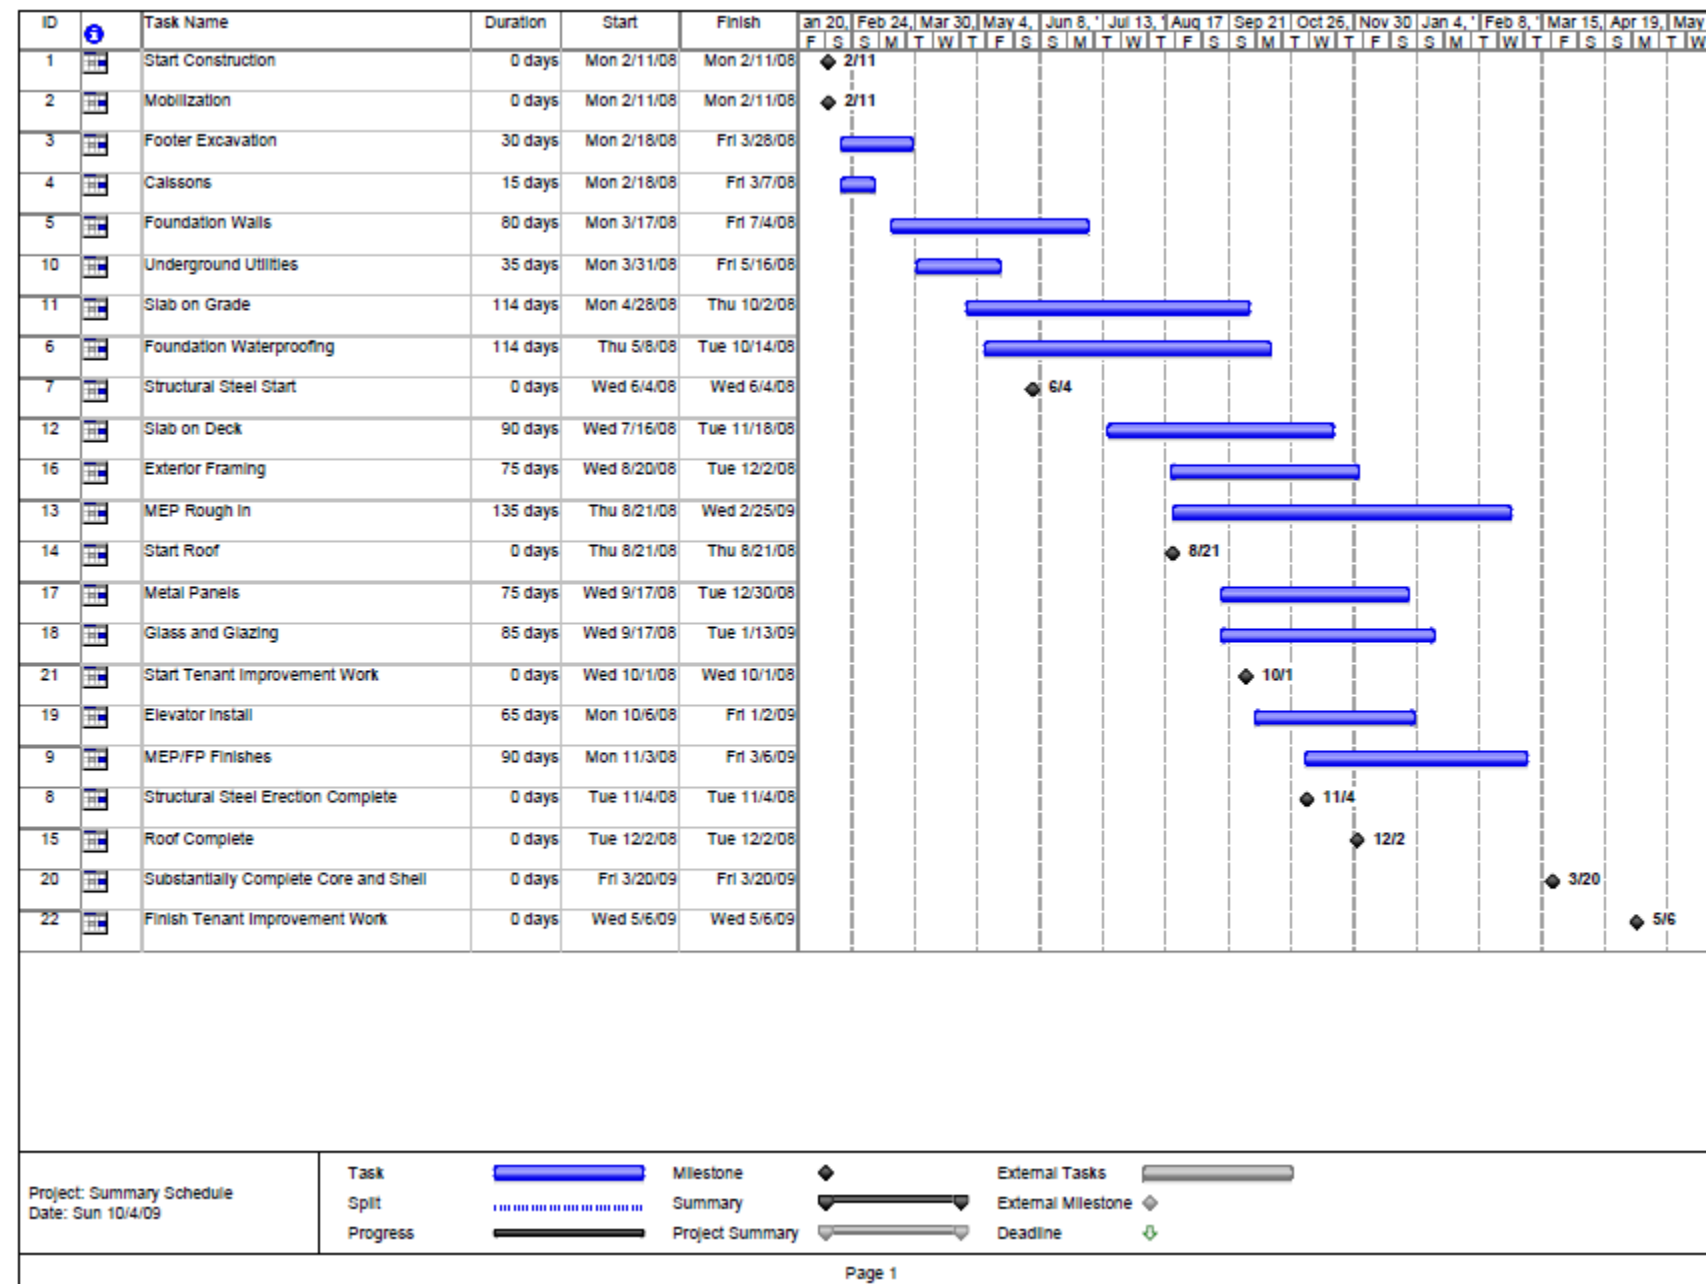 ID Task Name Duration Start Finish an 20, Feb 24, Mar 30, May 4, Jun 8, ' Jul 13, ' Aug 17 Sep 21 Oct 26, Nov 30 Jan 4, ' Feb 8, ' Mar 15, Apr 19, May
F S S M T W T F S S M T W T F S S M T W T F S S M T W T F S S M T W
1 Start Construction 0 days Mon 2/11/08 Mon 2/11/08 2/11
2 Mobilization 0 days Mon 2/11/08 Mon 2/11/08 2/11
3 Footer Excavation 30 days Mon 2/18/08 Fri 3/28/08
4 Caissons 15 days Mon 2/18/08 Fri 3/7/08
5 Foundation Walls 80 days Mon 3/17/08 Fri 7/4/08
10 Underground Utilities 35 days Mon 3/31/08 Fri 5/16/08
11 Slab on Grade 114 days Mon 4/28/08 Thu 10/2/08
6 Foundation Waterproofing 114 days Thu 5/8/08 Tue 10/14/08
7 Structural Steel Start 0 days Wed 6/4/08 Wed 6/4/08 6/4
12 Slab on Deck 90 days Wed 7/16/08 Tue 11/18/08
16 Exterior Framing 75 days Wed 8/20/08 Tue 12/2/08
13 MEP Rough In 135 days Thu 8/21/08 Wed 2/25/09
14 Start Roof 0 days Thu 8/21/08 Thu 8/21/08 8/21
17 Metal Panels 75 days Wed 9/17/08 Tue 12/30/08
18 Glass and Glazing 85 days Wed 9/17/08 Tue 1/13/09
21 Start Tenant Improvement Work 0 days Wed 10/1/08 Wed 10/1/08 10/1
19 Elevator Install 65 days Mon 10/6/08 Fri 1/2/09
9 MEP/FP Finishes 90 days Mon 11/3/08 Fri 3/6/09
8 Structural Steel Erection Complete 0 days Tue 11/4/08 Tue 11/4/08 11/4
15 Roof Complete 0 days Tue 12/2/08 Tue 12/2/08 12/2
20 Substantially Complete Core and Shell 0 days Fri 3/20/09 Fri 3/20/09 3/20
22 Finish Tenant Improvement Work 0 days Wed 5/6/09 Wed 5/6/09 5/6
Project: Summary Schedule
Date: Sun 10/4/09
Task Milestone External Tasks
Split Summary External Milestone
Progress Project Summary Deadline
Page 1